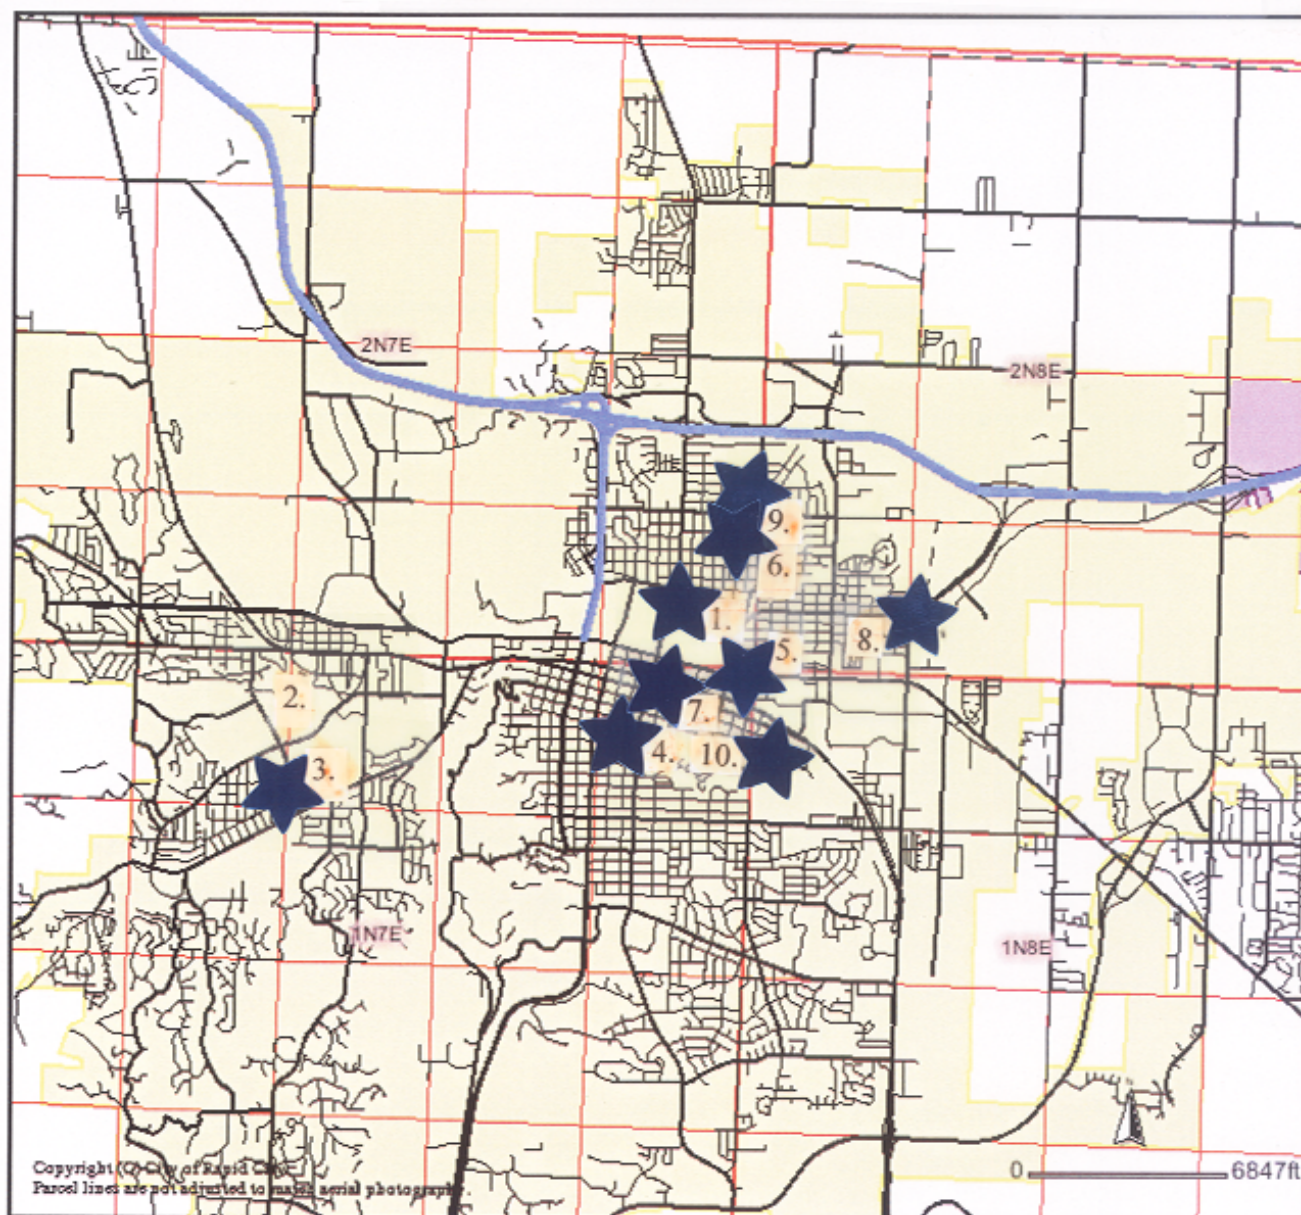 2N7E
2N8E
9.
6.
1.
5.
8.
2.
7.
4.
10.
3.
1N7E
1N8E
0 6847ft
Copyright (C) City of Rapid City
Parcel lines are not adjusted to match aerial photography.